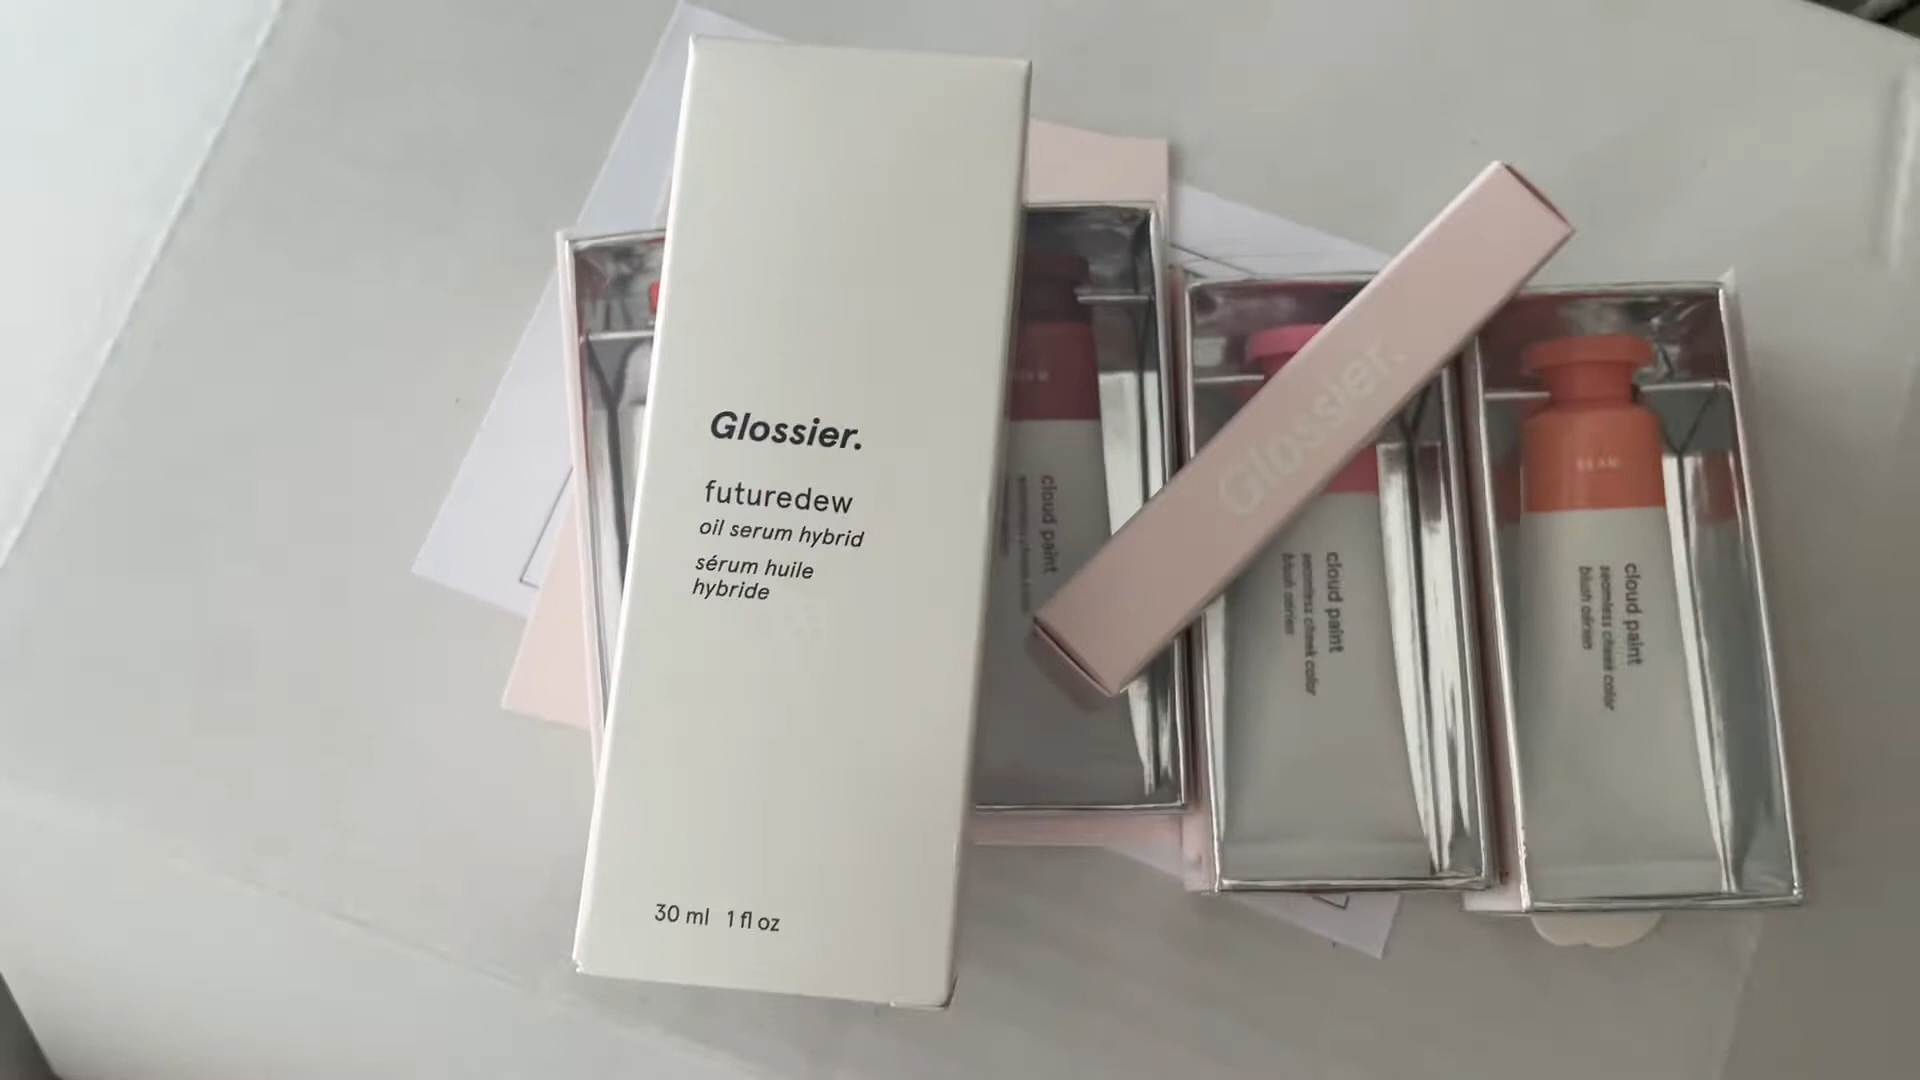 Glossier.
futuredew
oil serum hybrid
sérum huile
hybride
30 ml 1 fl oz
cloud paint
Glossier.
cloud paint
seamless cheek color
blush aérien
BEAM
cloud paint
seamless cheek color
blush aérien